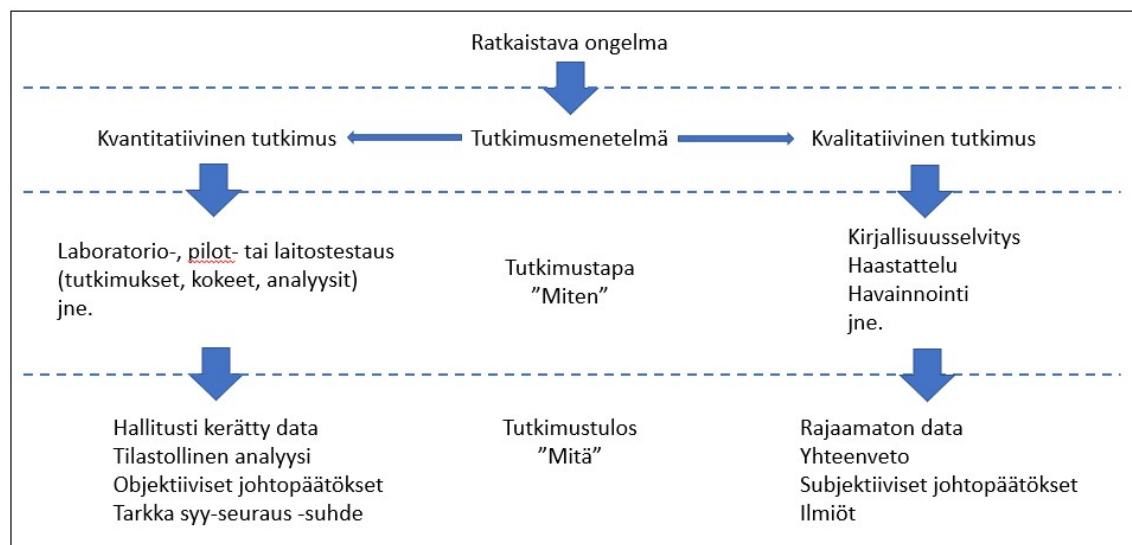 Ratkaistava ongelma
Kvantitatiivinen tutkimus
Tutkimusmenetelmä
Kvalitatiivinen tutkimus
Laboratorio-, pilot- tai laitostestaus
(tutkimukset, kokeet, analyysit)
jne.
Tutkimustapa
”Miten”
Kirjallisuusselvitys
Haastattelu
Havainnointi
jne.
Hallitusti kerätty data
Tilastollinen analyysi
Objektiiviset johtopäätökset
Tarkka syy-seuraus -suhde
Tutkimustulos
”Mitä”
Rajaamaton data
Yhteenveto
Subjektiiviset johtopäätökset
Ilmiöt